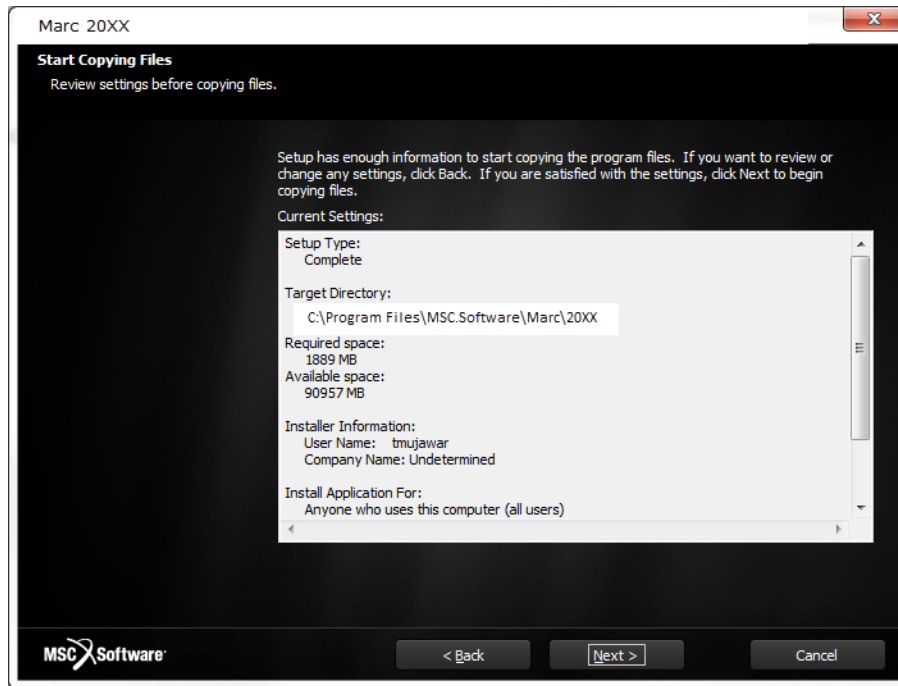 Marc 20XX
Start Copying Files
Review settings before copying files.
Setup has enough information to start copying the program files. If you want to review or
change any settings, click Back. If you are satisfied with the settings, click Next to begin
copying files.
Current Settings:
Setup Type:
Complete
Target Directory:
C:\Program Files\MSC.Software\Marc\20XX
Required space:
1889 MB
Available space:
90957 MB
Installer Information:
User Name: tmujawar
Company Name: Undetermined
Install Application For:
Anyone who uses this computer (all users)
MSC Software
< Back
Next >
Cancel